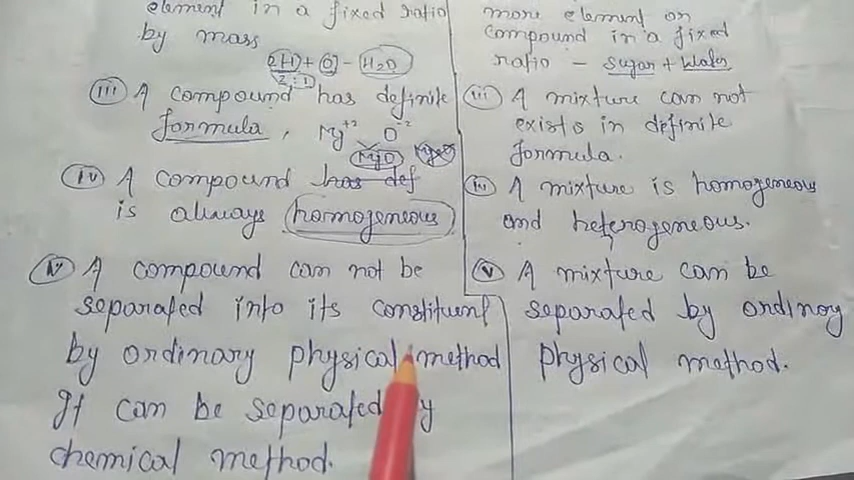 element in a fixed ratio
by mass
2H + O - H₂O
2 : 1
(iii) A compound has definite
formula, Mg⁺² O⁻²
MgO
(iv) A compound has def
is always homogeneous
(v) A compound can not be
separated into its constituent
by ordinary physical method
It can be separated by
chemical method.
more element or
compound in a fixed
ratio - Sugar + Water
(iii) A mixture can not
exists in definite
formula.
A mixture is homogeneous
and heterogeneous.
(v) A mixture can be
separated by ordinoy
physical method.